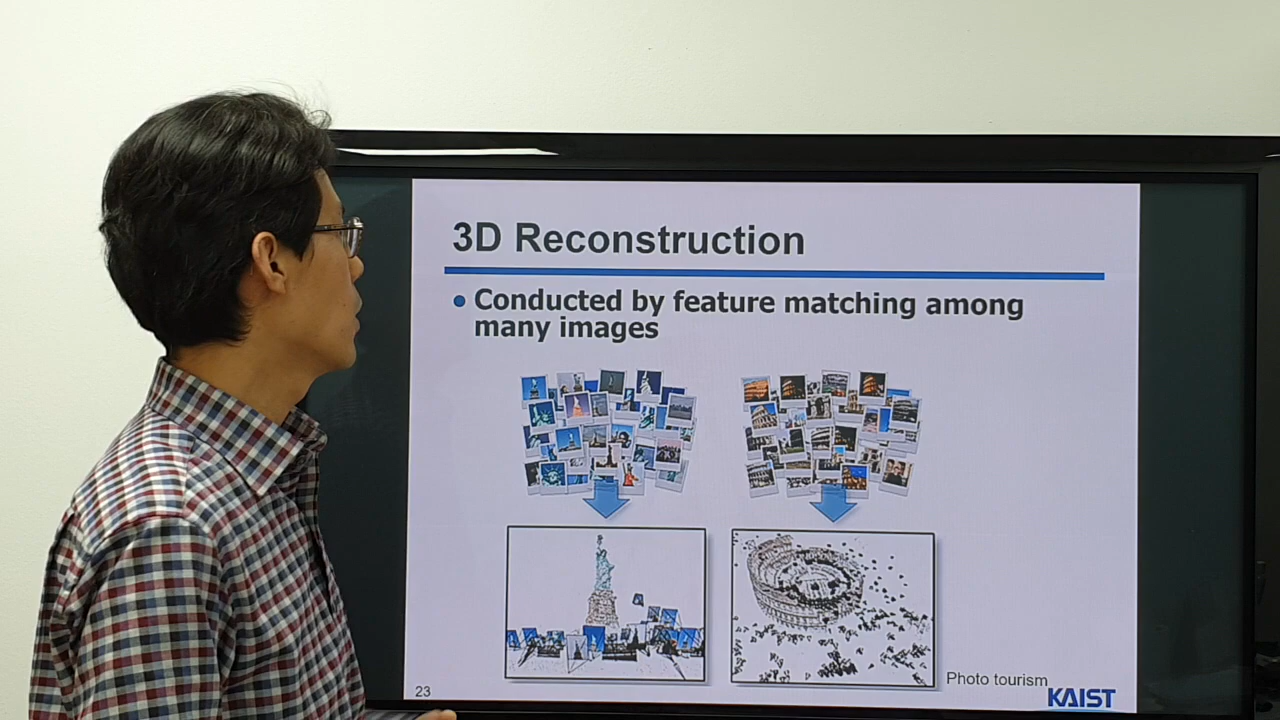 3D Reconstruction
• Conducted by feature matching among
many images
Photo tourism
23
KAIST